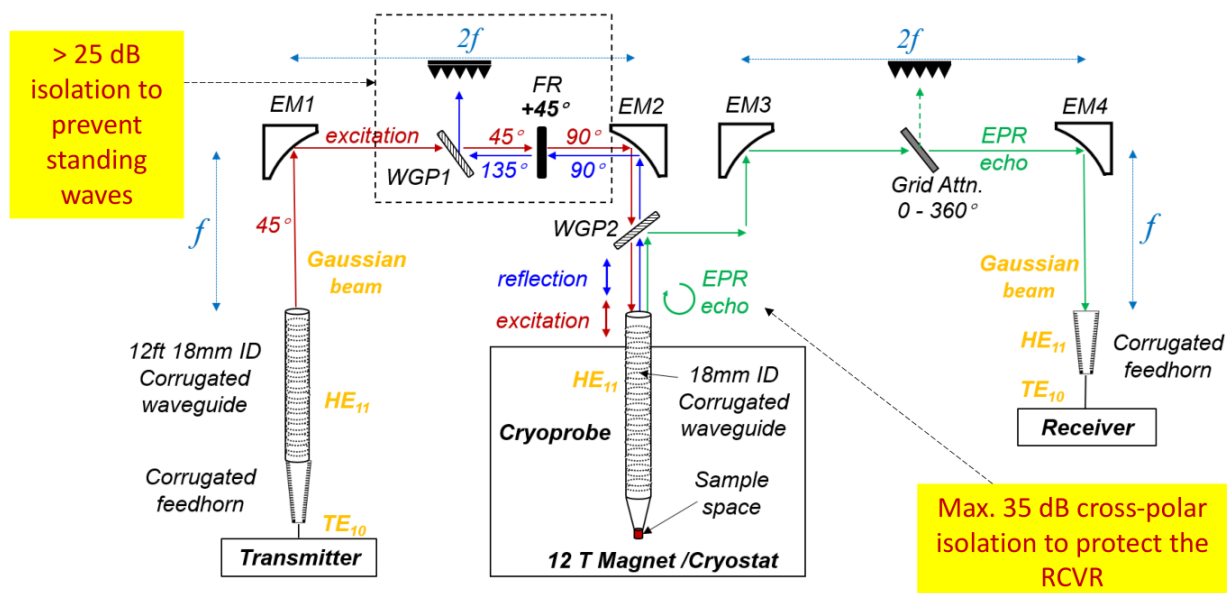 > 25 dB
isolation to
prevent
standing
waves
2f
FR
+45°
EM1
EM2
excitation
45°
90°
135°
90°
WGP1
f
45°
Gaussian
beam
12ft 18mm ID
Corrugated
waveguide
HE11
Corrugated
feedhorn
TE10
Transmitter
WGP2
reflection
excitation
EPR
echo
HE11
18mm ID
Corrugated
waveguide
Cryoprobe
Sample
space
12 T Magnet /Cryostat
2f
EM3
EM4
EPR
echo
Grid Attn.
0 - 360°
f
Gaussian
beam
HE11
Corrugated
feedhorn
TE10
Receiver
Max. 35 dB cross-polar
isolation to protect the
RCVR